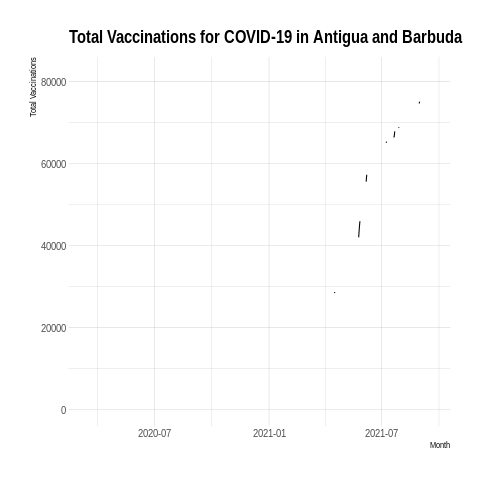 Total Vaccinations for COVID-19 in Antigua and Barbuda
Total Vaccinations
80000
60000
40000
20000
0
2020-07 2021-01 2021-07
Month